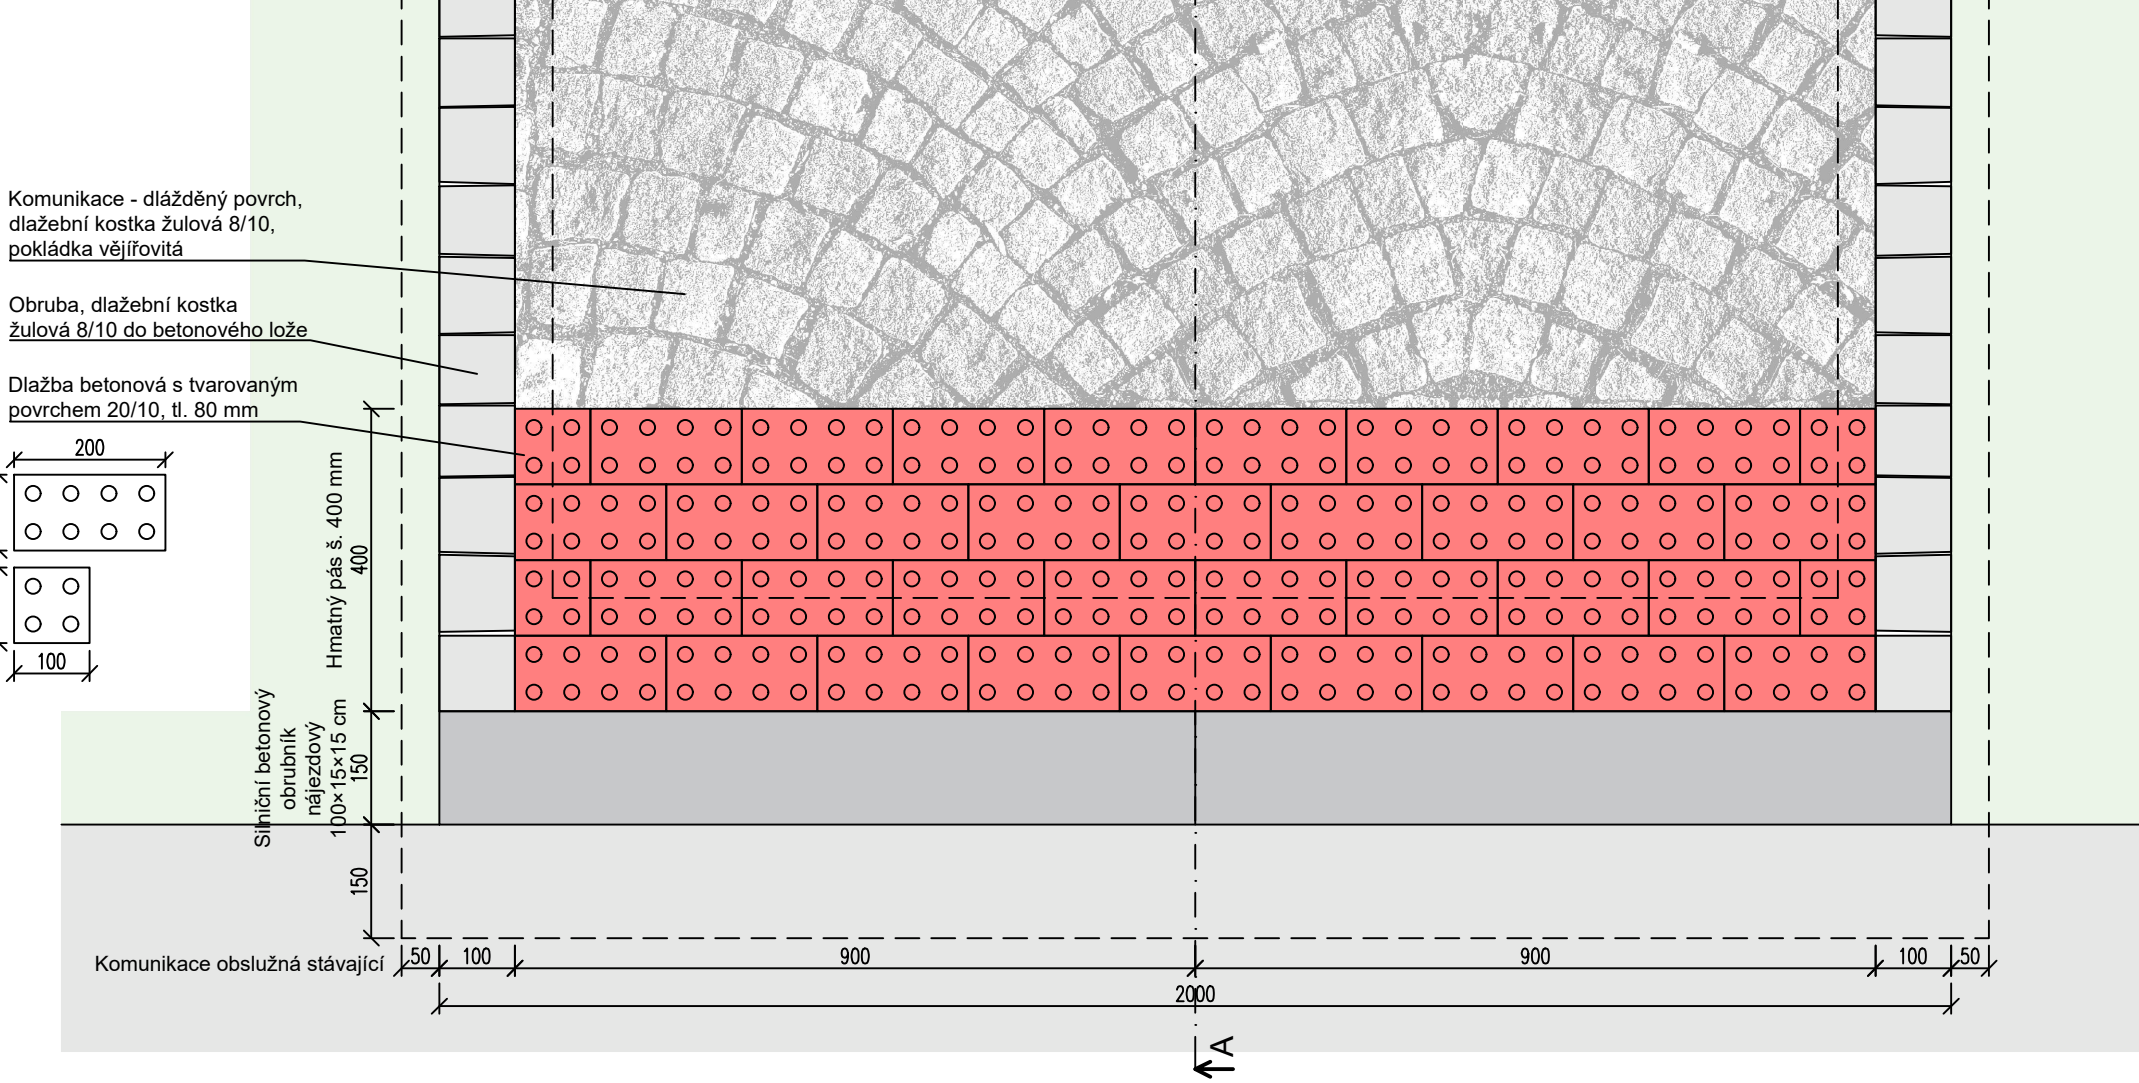 Komunikace - dlážděný povrch,
dlažební kostka žulová 8/10,
pokládka vějířovitá
Obruba, dlažební kostka
žulová 8/10 do betonového lože
Dlažba betonová s tvarovaným
povrchem 20/10, tl. 80 mm
200
100
Hmatný pás š. 400 mm
400
Silniční betonový
obrubník
nájezdový
100×15×15 cm
150
150
Komunikace obslužná stávající
50
100
900
900
100
50
2000
A